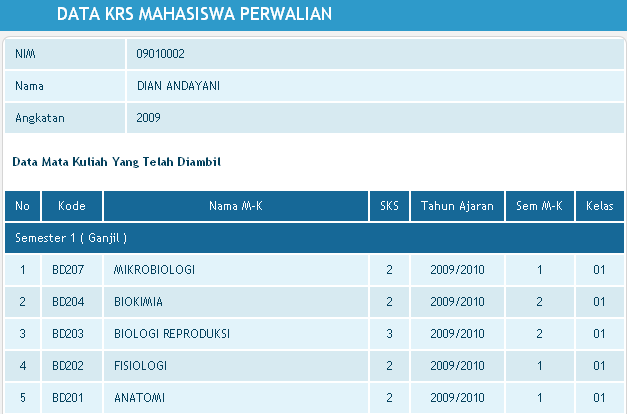 DATA KRS MAHASISWA PERWALIAN
NIM 09010002
Nama DIAN ANDAYANI
Angkatan 2009
Data Mata Kuliah Yang Telah Diambil
No Kode Nama M-K SKS Tahun Ajaran Sem M-K Kelas
Semester 1 ( Ganjil )
1 BD207 MIKROBIOLOGI 2 2009/2010 1 01
2 BD204 BIOKIMIA 2 2009/2010 2 01
3 BD203 BIOLOGI REPRODUKSI 3 2009/2010 2 01
4 BD202 FISIOLOGI 2 2009/2010 1 01
5 BD201 ANATOMI 2 2009/2010 1 01